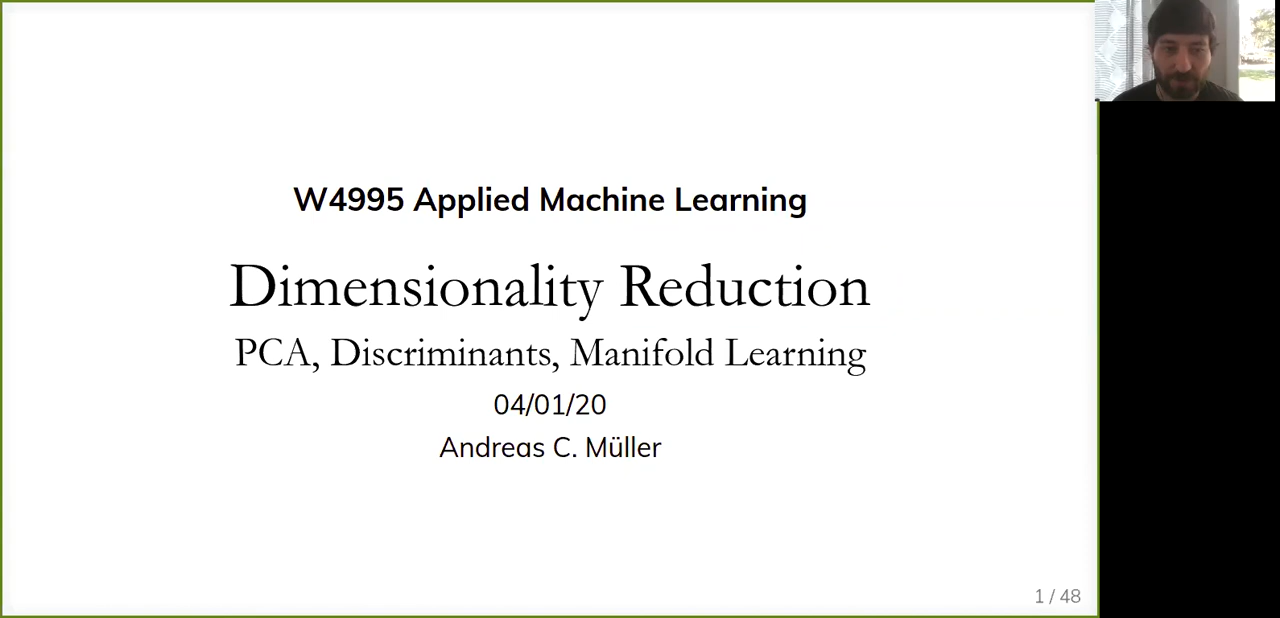 W4995 Applied Machine Learning
Dimensionality Reduction
PCA, Discriminants, Manifold Learning
04/01/20
Andreas C. Müller
1 / 48